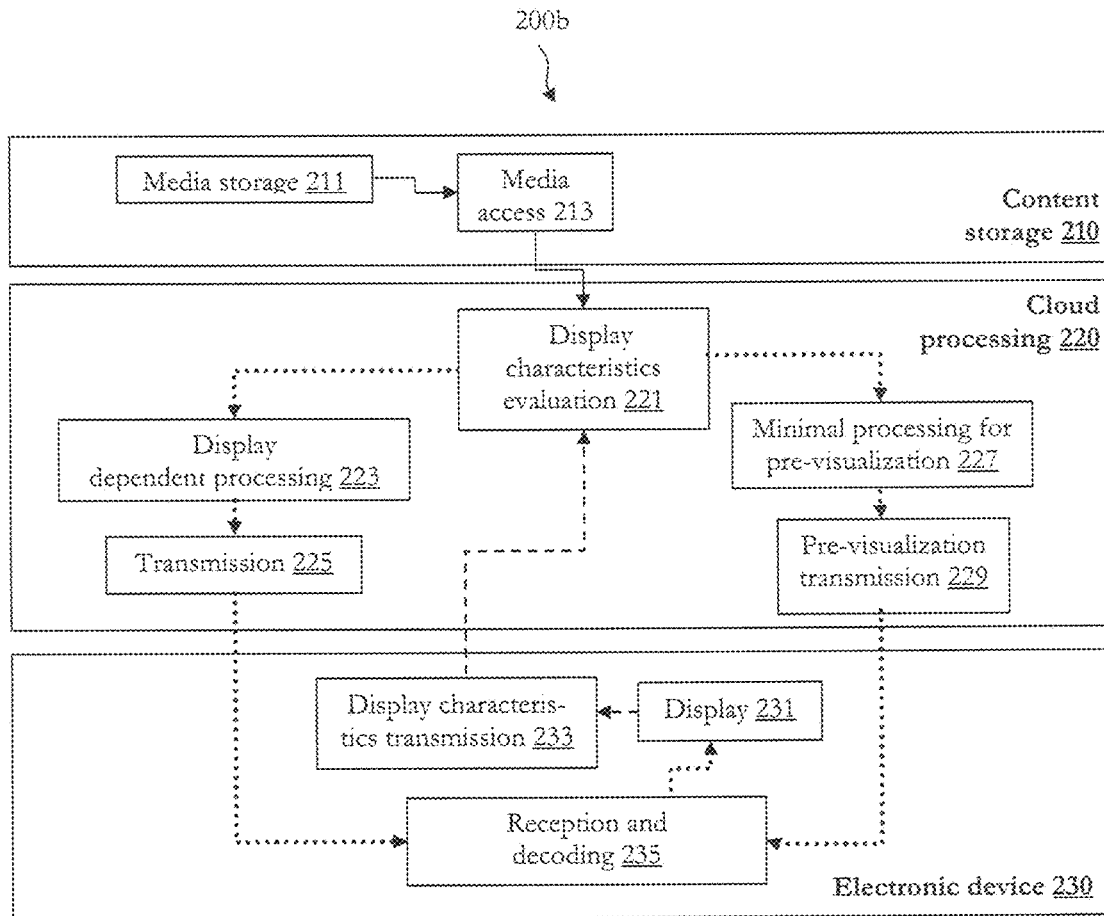 200b
Media storage 211
Media
access 213
Content
storage 210
Cloud
processing 220
Display
characteristics
evaluation 221
Display
dependent processing 223
Minimal processing for
pre-visualization 227
Transmission 225
Pre-visualization
transmission 229
Display characteris-
tics transmission 233
Display 231
Reception and
decoding 235
Electronic device 230